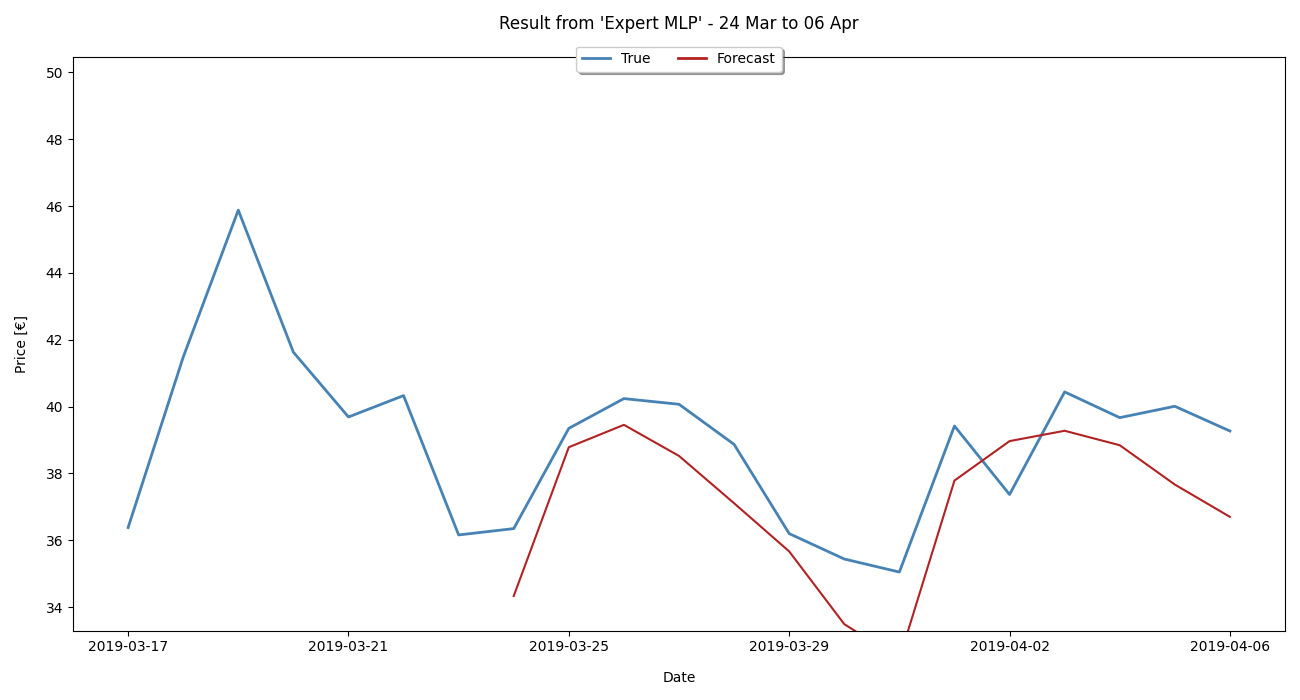 Result from 'Expert MLP' - 24 Mar to 06 Apr
True Forecast
50
48
46
44
42
40
38
36
34
Price [€]
2019-03-17 2019-03-21 2019-03-25 2019-03-29 2019-04-02 2019-04-06
Date